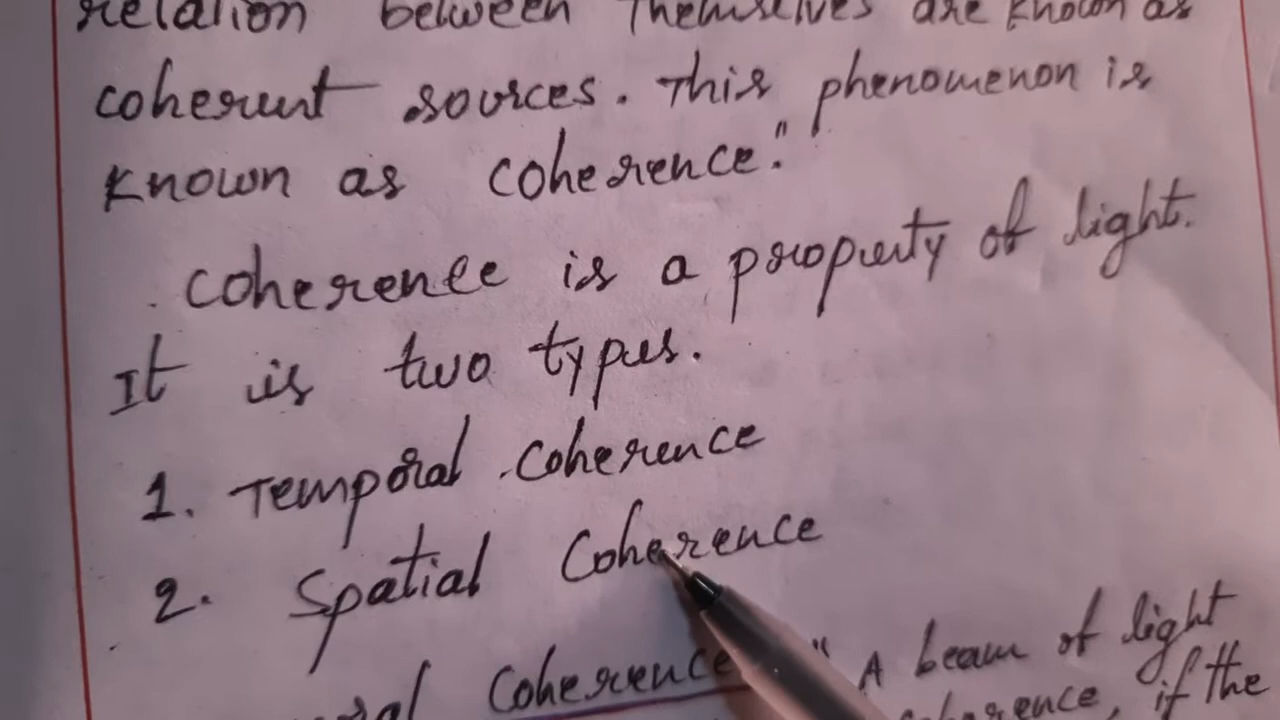 relation between themselves are known as
coherent sources. This phenomenon is
known as coherence."
. Coherence is a property of light.
It is two types.
1. Temporal coherence
2. Spatial Coherence
Coherence " A beam of light
coherence, if the